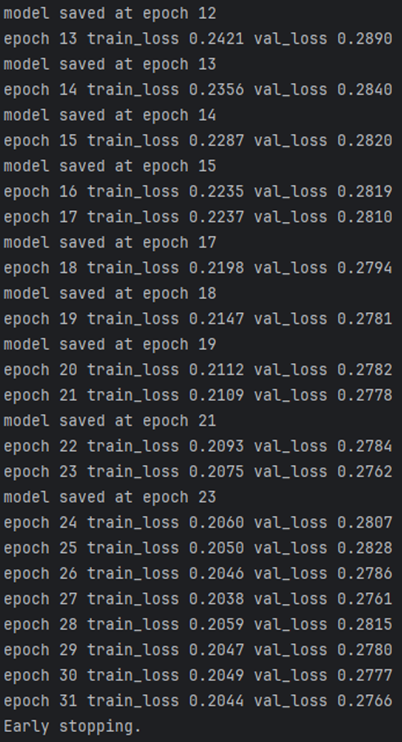 model saved at epoch 12
epoch 13 train_loss 0.2421 val_loss 0.2890
model saved at epoch 13
epoch 14 train_loss 0.2356 val_loss 0.2840
model saved at epoch 14
epoch 15 train_loss 0.2287 val_loss 0.2820
model saved at epoch 15
epoch 16 train_loss 0.2235 val_loss 0.2819
epoch 17 train_loss 0.2237 val_loss 0.2810
model saved at epoch 17
epoch 18 train_loss 0.2198 val_loss 0.2794
model saved at epoch 18
epoch 19 train_loss 0.2147 val_loss 0.2781
model saved at epoch 19
epoch 20 train_loss 0.2112 val_loss 0.2782
epoch 21 train_loss 0.2109 val_loss 0.2778
model saved at epoch 21
epoch 22 train_loss 0.2093 val_loss 0.2784
epoch 23 train_loss 0.2075 val_loss 0.2762
model saved at epoch 23
epoch 24 train_loss 0.2060 val_loss 0.2807
epoch 25 train_loss 0.2050 val_loss 0.2828
epoch 26 train_loss 0.2046 val_loss 0.2786
epoch 27 train_loss 0.2038 val_loss 0.2761
epoch 28 train_loss 0.2059 val_loss 0.2815
epoch 29 train_loss 0.2047 val_loss 0.2780
epoch 30 train_loss 0.2049 val_loss 0.2777
epoch 31 train_loss 0.2044 val_loss 0.2766
Early stopping.